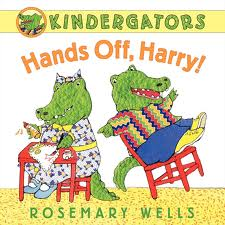 KINDERGATORS
Hands Off, Harry!
ROSEMARY WELLS